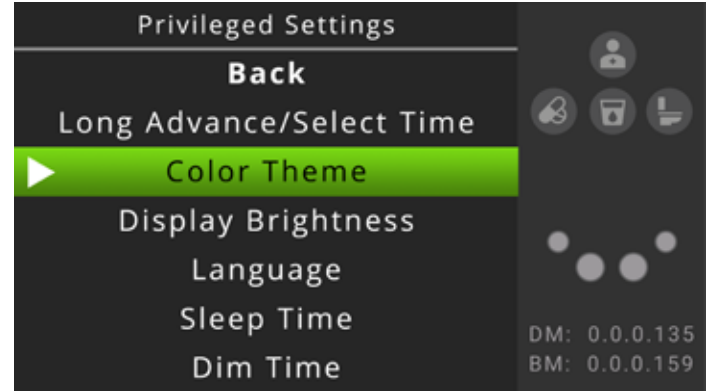 Privileged Settings
Back
Long Advance/Select Time
Color Theme
Display Brightness
Language
Sleep Time
Dim Time
DM: 0.0.0.135
BM: 0.0.0.159